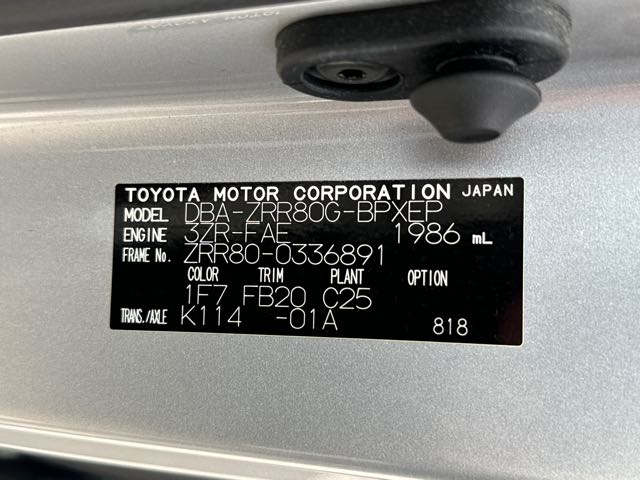 TOYOTA MOTOR CORPORATION JAPAN
MODEL DBA-ZRR80G-BPXEP
ENGINE 3ZR-FAE 1986 mL
FRAME No. ZRR80-0336891
COLOR TRIM PLANT OPTION
1F7 FB20 C25
TRANS./AXLE K114 -01A 818